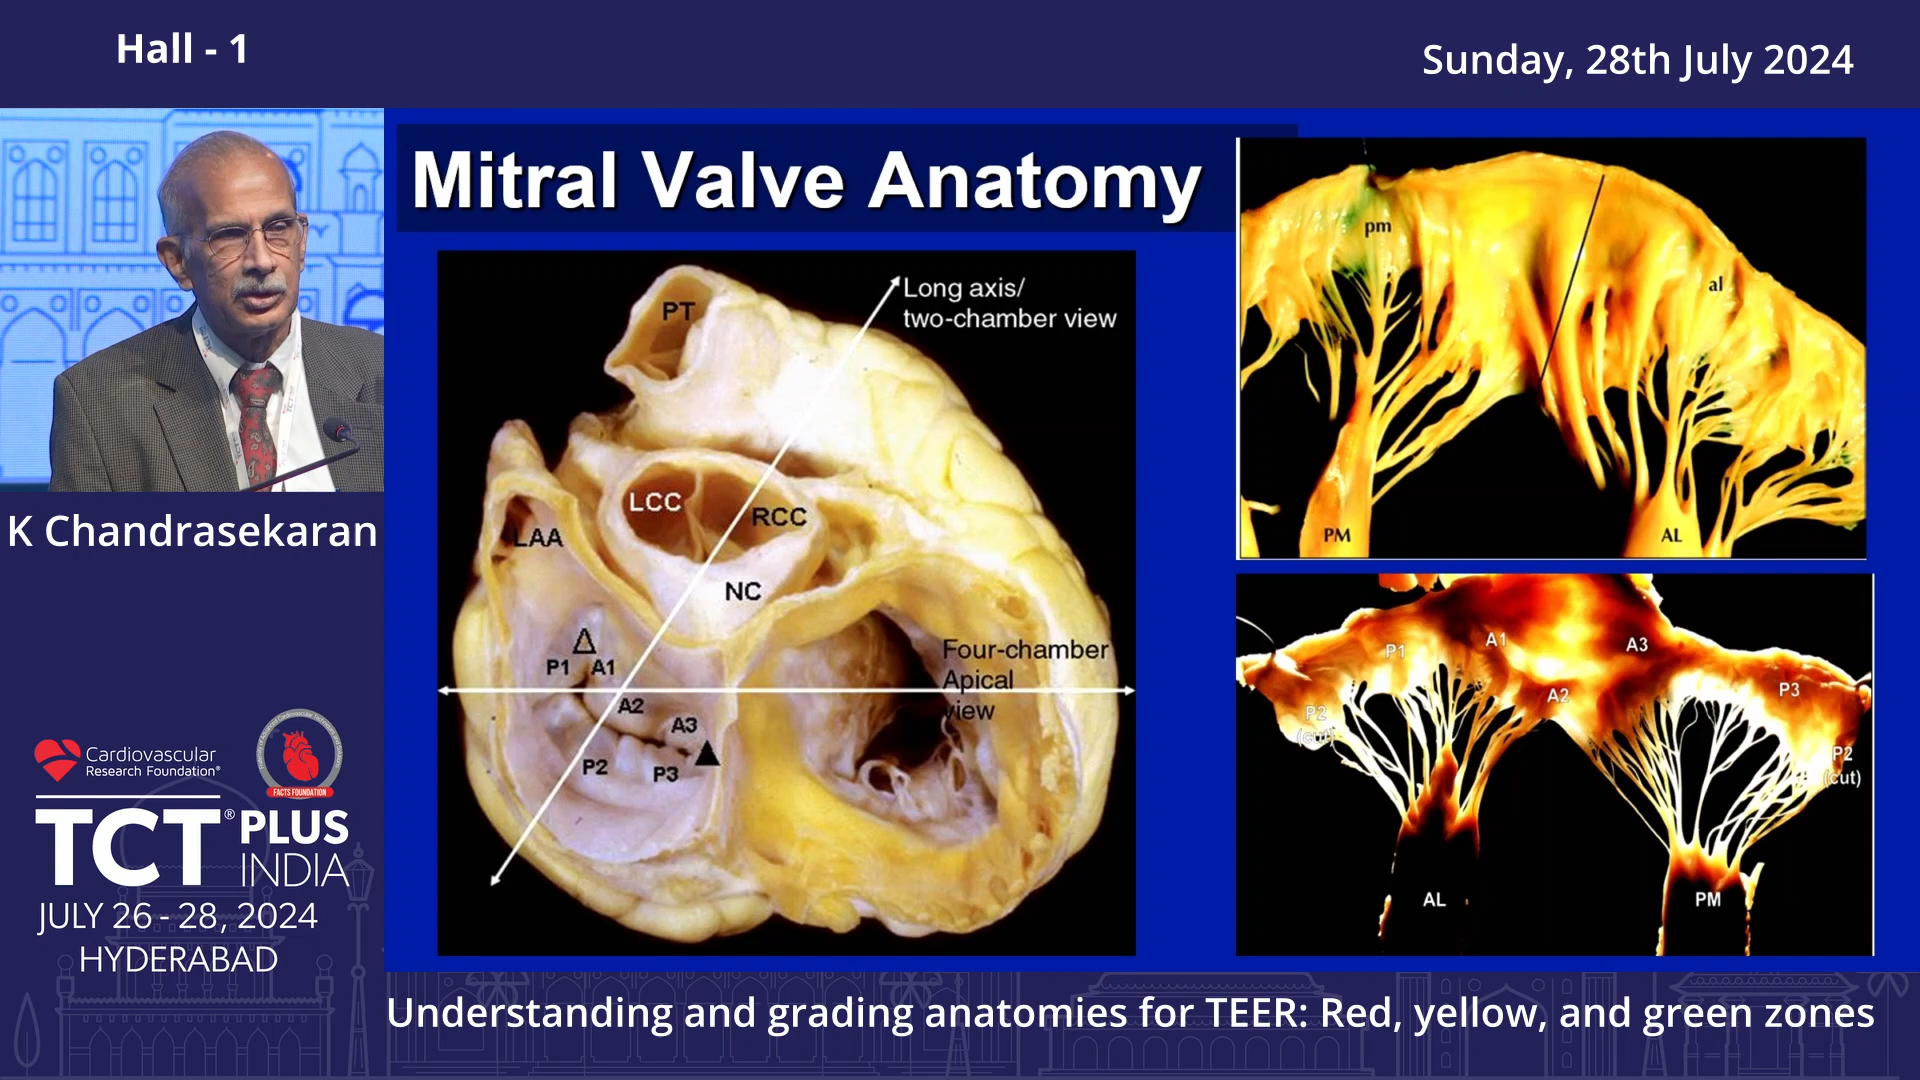 Hall - 1
Sunday, 28th July 2024
K Chandrasekaran
Cardiovascular
Research Foundation®
FACTS FOUNDATION
TCT® PLUS
INDIA
JULY 26 - 28, 2024
HYDERABAD
Mitral Valve Anatomy
Long axis/
two-chamber view
PT
LCC
RCC
LAA
NC
Four-chamber
Apical
view
P1 A1
A2
A3
P2
P3
pm
al
PM
AL
P1
A1
A3
A2
P3
P2
(cut)
P2
(cut)
AL
PM
Understanding and grading anatomies for TEER: Red, yellow, and green zones